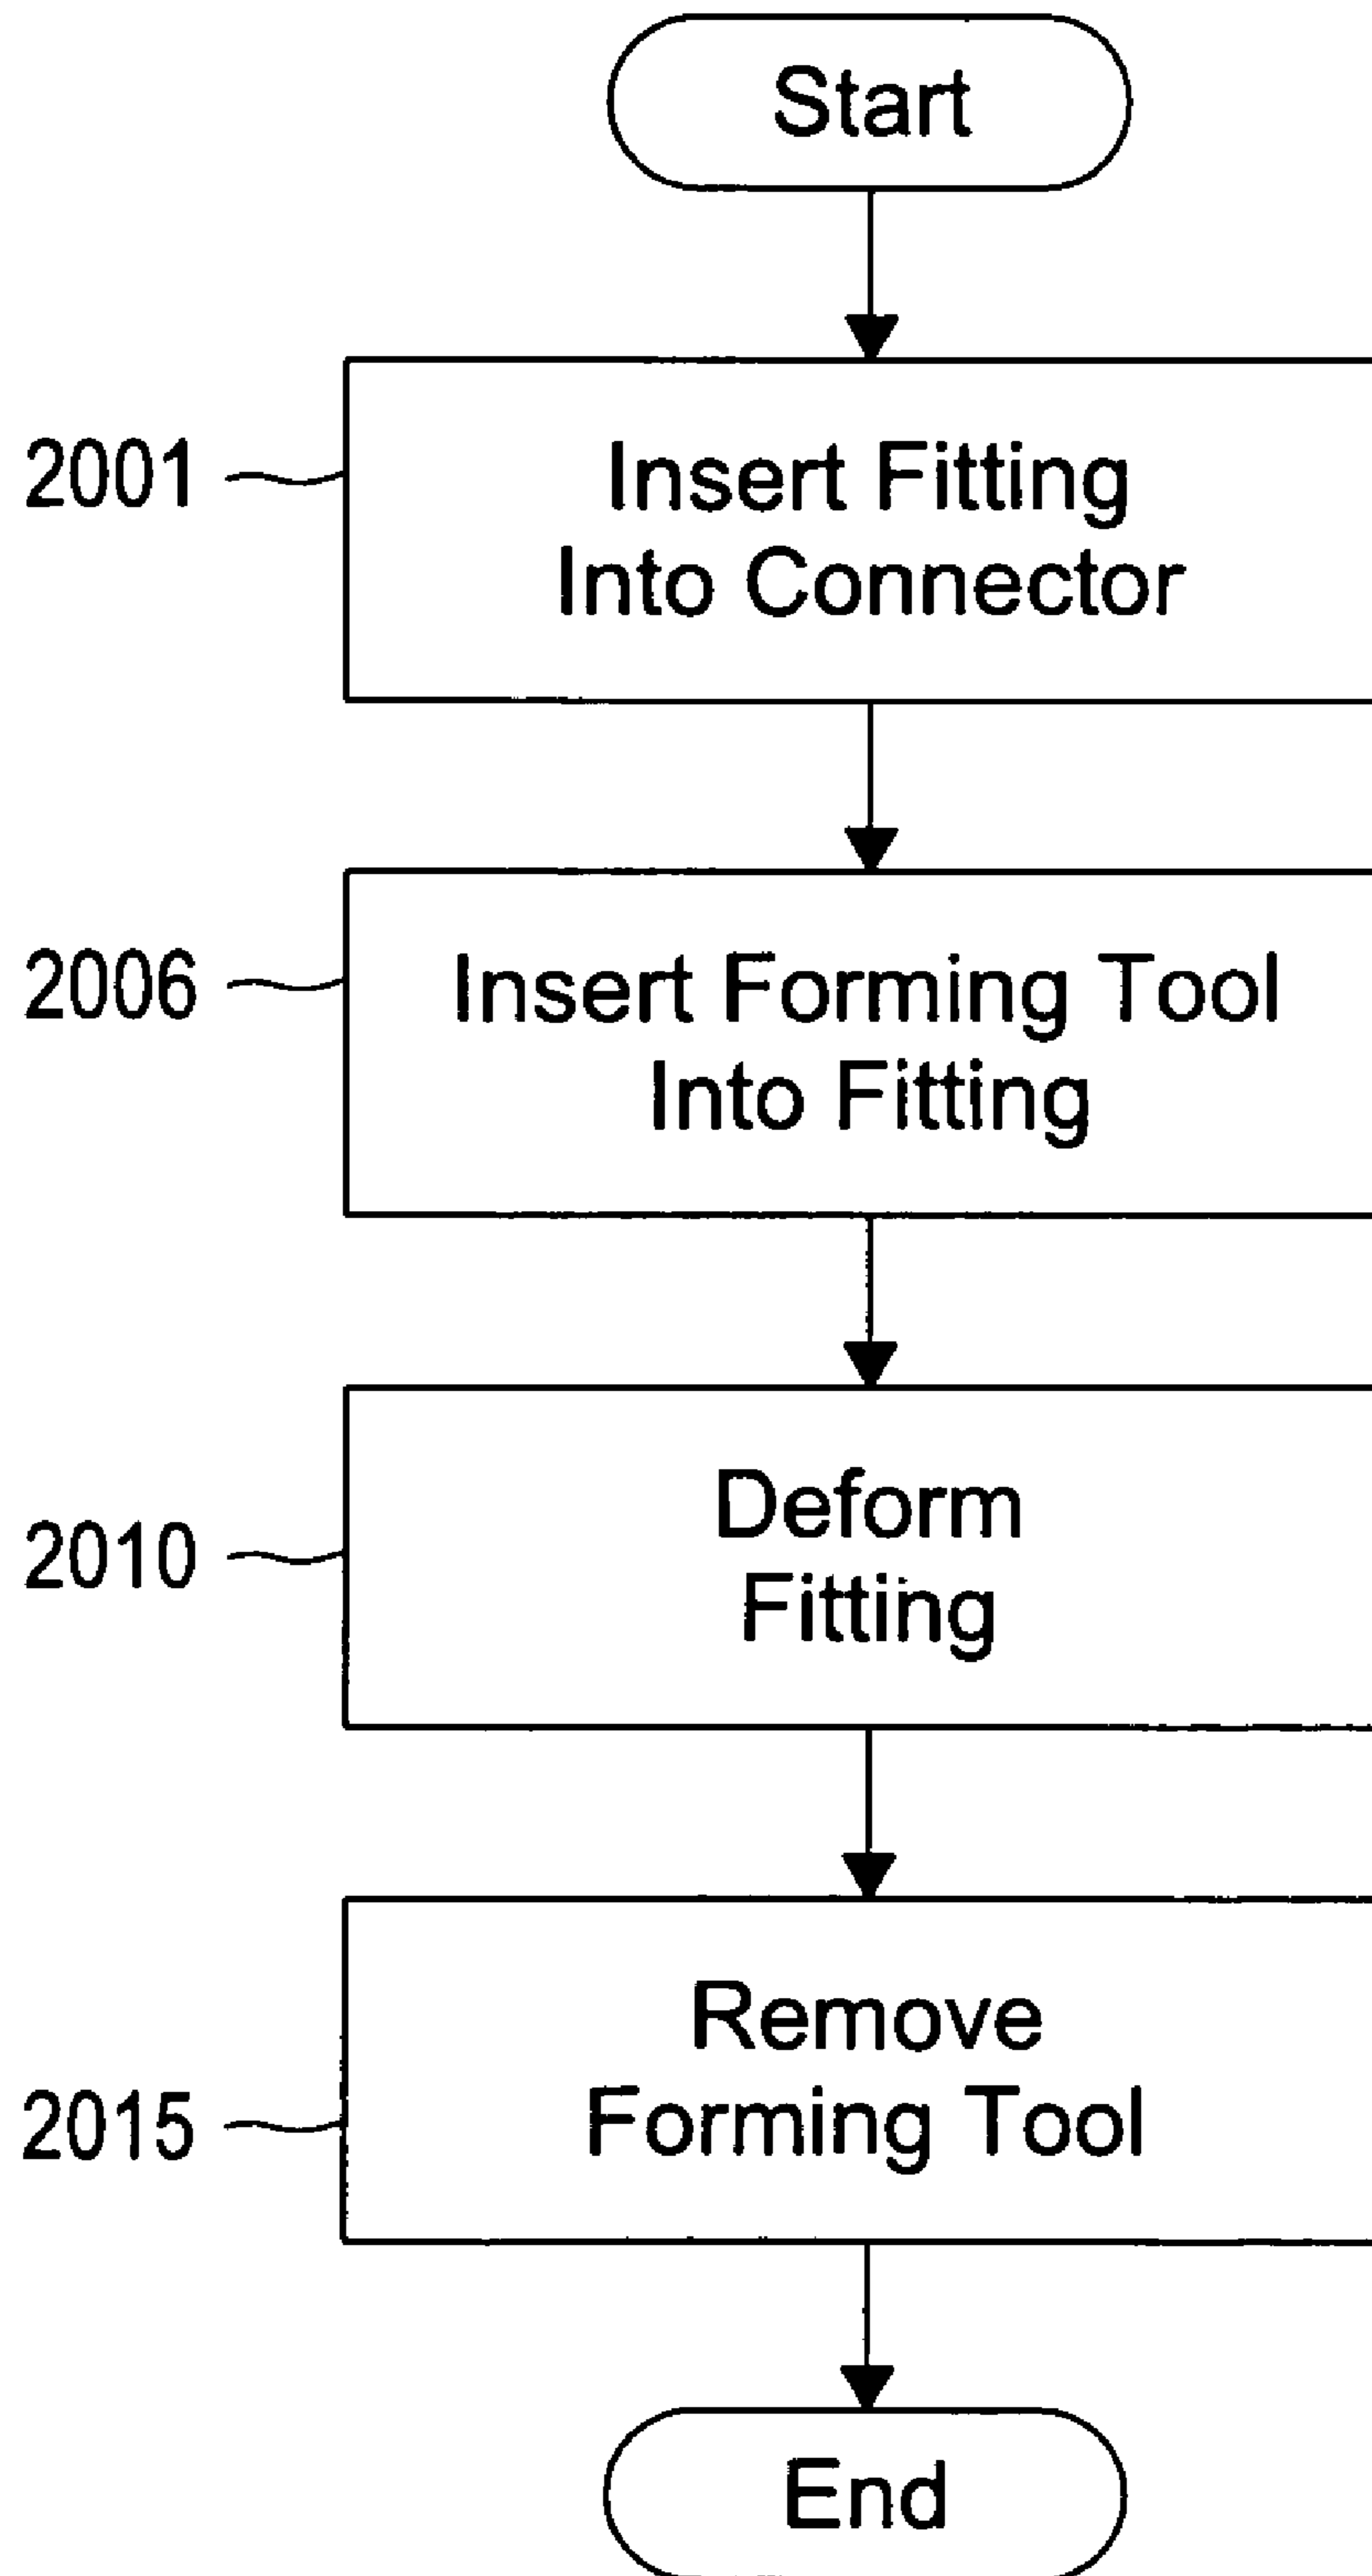 Start
2001
Insert Fitting
Into Connector
2006
Insert Forming Tool
Into Fitting
2010
Deform
Fitting
2015
Remove
Forming Tool
End